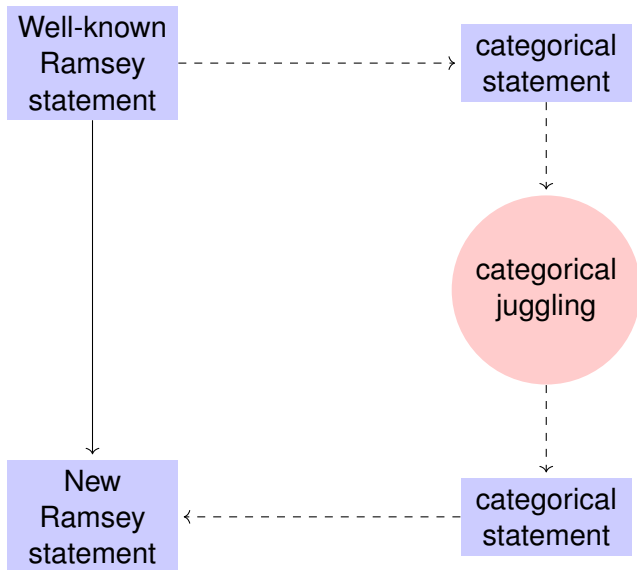 Well-known
Ramsey
statement
categorical
statement
categorical
juggling
New
Ramsey
statement
categorical
statement